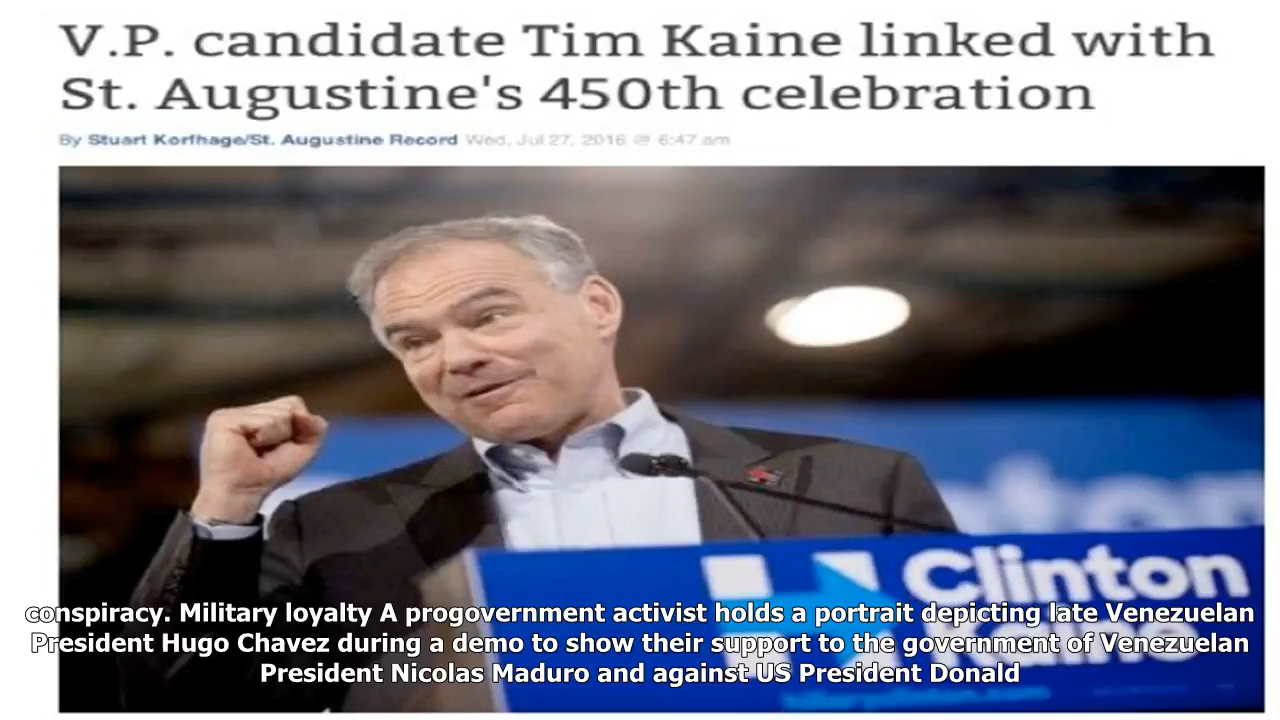 V.P. candidate Tim Kaine linked with
St. Augustine's 450th celebration
By Stuart Korfhage/St. Augustine Record Wed, Jul 27, 2016 @ 6:47 am
Clinton
Kaine
conspiracy. Military loyalty A progovernment activist holds a portrait depicting late Venezuelan
President Hugo Chavez during a demo to show their support to the government of Venezuelan
President Nicolas Maduro and against US President Donald